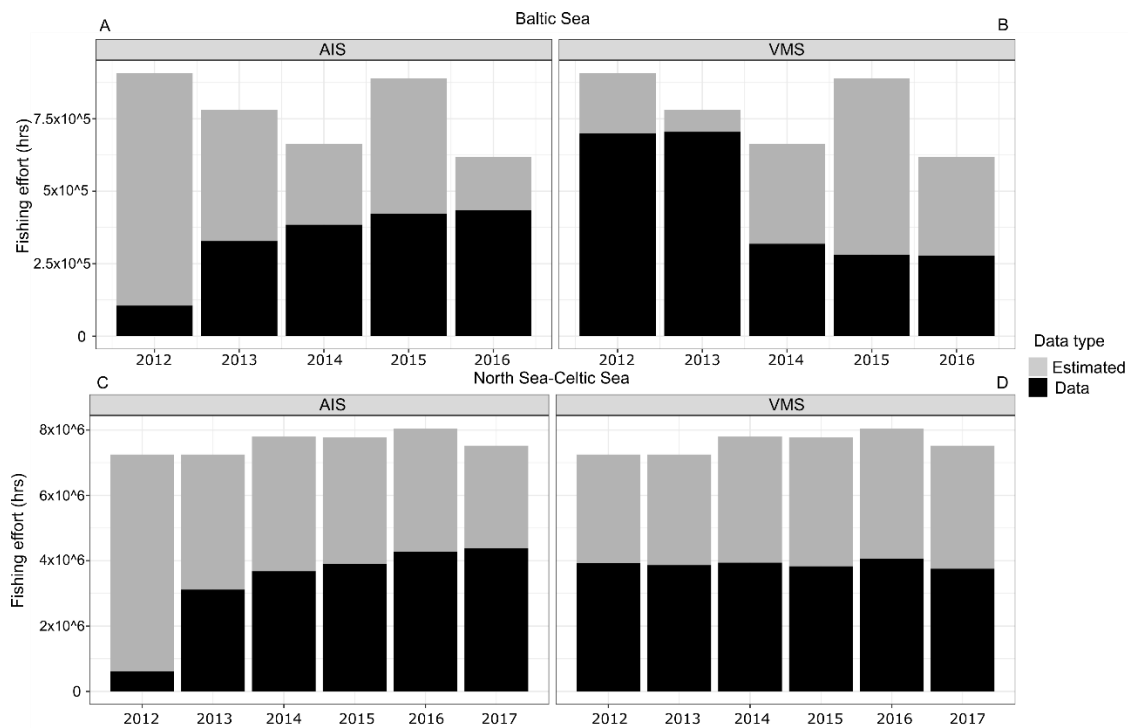 A Baltic Sea B
AIS VMS
7.5x10^5
5x10^5
2.5x10^5
0
Fishing effort (hrs)
2012 2013 2014 2015 2016 2012 2013 2014 2015 2016
C North Sea-Celtic Sea D
AIS VMS
8x10^6
6x10^6
4x10^6
2x10^6
0
Fishing effort (hrs)
2012 2013 2014 2015 2016 2017 2012 2013 2014 2015 2016 2017
Data type
Estimated
Data